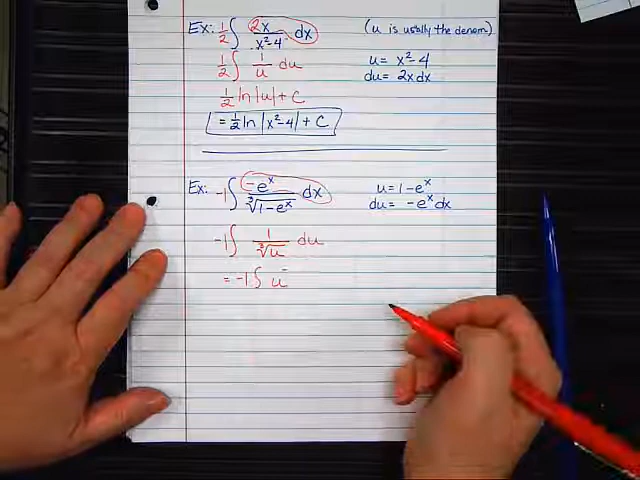 Ex: ½ ∫ 2x / x²-4 dx (u is usually the denom)
½ ∫ 1/u du u = x²-4
du = 2x dx
½ ln |u| + C
= ½ ln |x²-4| + C
Ex: -1 ∫ -eˣ / ∛(1-eˣ) dx u = 1-eˣ
du = -eˣ dx
-1 ∫ 1/∛u du
= -1 ∫ u⁻